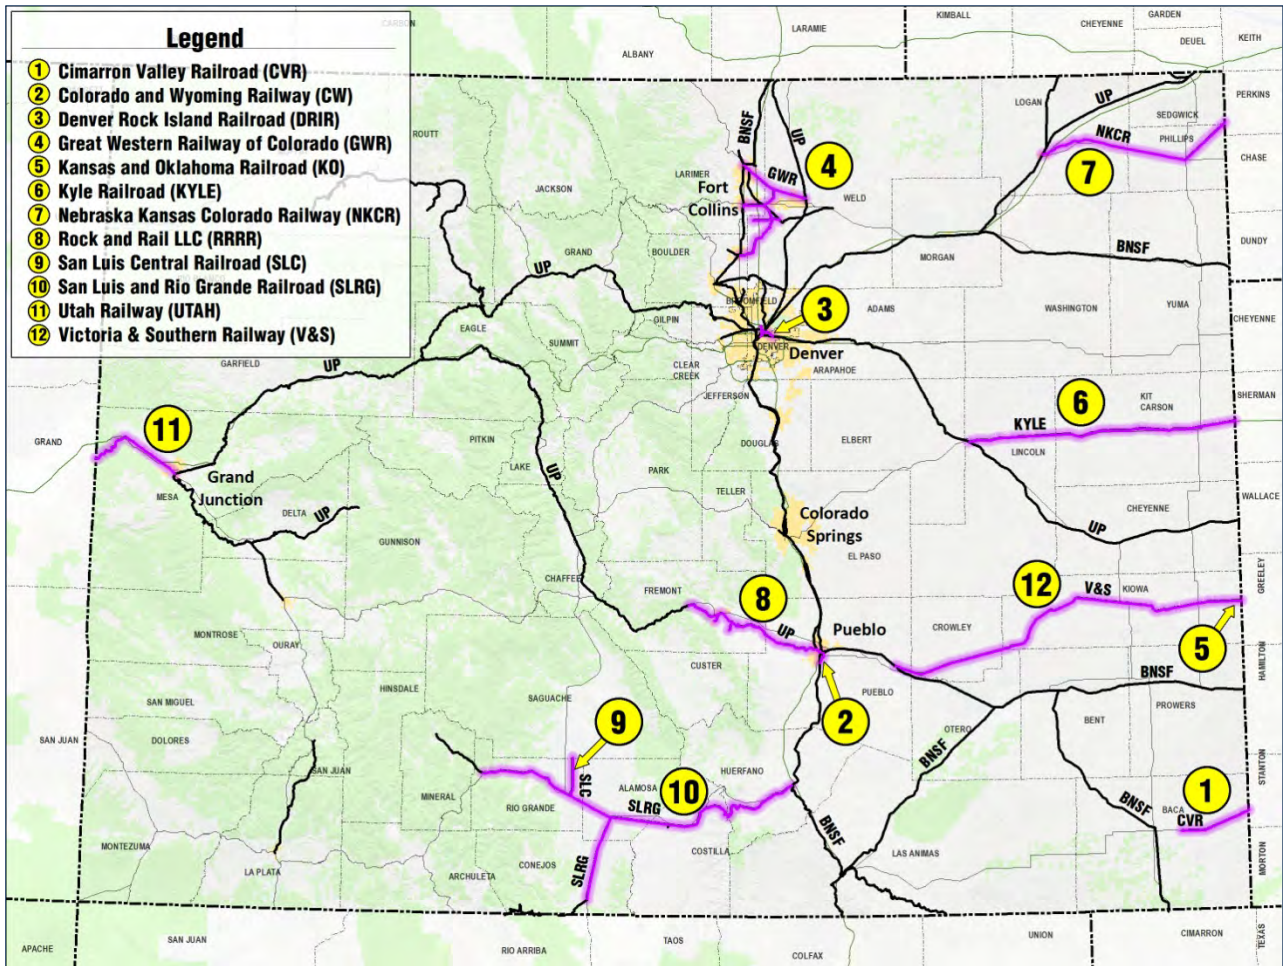 Legend
1 Cimarron Valley Railroad (CVR)
2 Colorado and Wyoming Railway (CW)
3 Denver Rock Island Railroad (DRIR)
4 Great Western Railway of Colorado (GWR)
5 Kansas and Oklahoma Railroad (KO)
6 Kyle Railroad (KYLE)
7 Nebraska Kansas Colorado Railway (NKCR)
8 Rock and Rail LLC (RRRR)
9 San Luis Central Railroad (SLC)
10 San Luis and Rio Grande Railroad (SLRG)
11 Utah Railway (UTAH)
12 Victoria & Southern Railway (V&S)
CARBON
ALBANY
LARAMIE
KIMBALL
CHEYENNE
GARDEN
DEUEL
KEITH
PERKINS
CHASE
DUNDY
CHEYENNE
SHERMAN
WALLACE
GREELEY
HAMILTON
STANTON
MORTON
TEXAS
CIMARRON
UNION
COLFAX
TAOS
RIO ARRIBA
SAN JUAN
APACHE
SAN JUAN
GRAND
ROUTT
JACKSON
LARIMER
Fort
Collins
BNSF
UP
GWR
4
WELD
LOGAN
UP
SEDGWICK
NKCR
PHILLIPS
7
MORGAN
BNSF
WASHINGTON
YUMA
GRAND
BOULDER
UP
BROOMFIELD
ADAMS
3
GILPIN
DENVER
Denver
EAGLE
SUMMIT
CLEAR
CREEK
ARAPAHOE
JEFFERSON
GARFIELD
UP
11
MESA
Grand
Junction
DELTA
UP
PITKIN
LAKE
UP
PARK
DOUGLAS
ELBERT
KYLE
6
KIT
CARSON
LINCOLN
TELLER
Colorado
Springs
EL PASO
CHEYENNE
UP
GUNNISON
CHAFFEE
FREMONT
8
UP
Pueblo
CROWLEY
12
V&S
KIOWA
5
MONTROSE
OURAY
HINSDALE
SAGUACHE
CUSTER
PUEBLO
2
BNSF
SAN MIGUEL
DOLORES
SAN JUAN
9
SLC
OTERO
BENT
PROWERS
BNSF
MINERAL
RIO GRANDE
ALAMOSA
SLRG
10
HUERFANO
BNSF
BNSF
1
BACA
CVR
MONTEZUMA
LA PLATA
ARCHULETA
CONEJOS
SLRG
COSTILLA
LAS ANIMAS